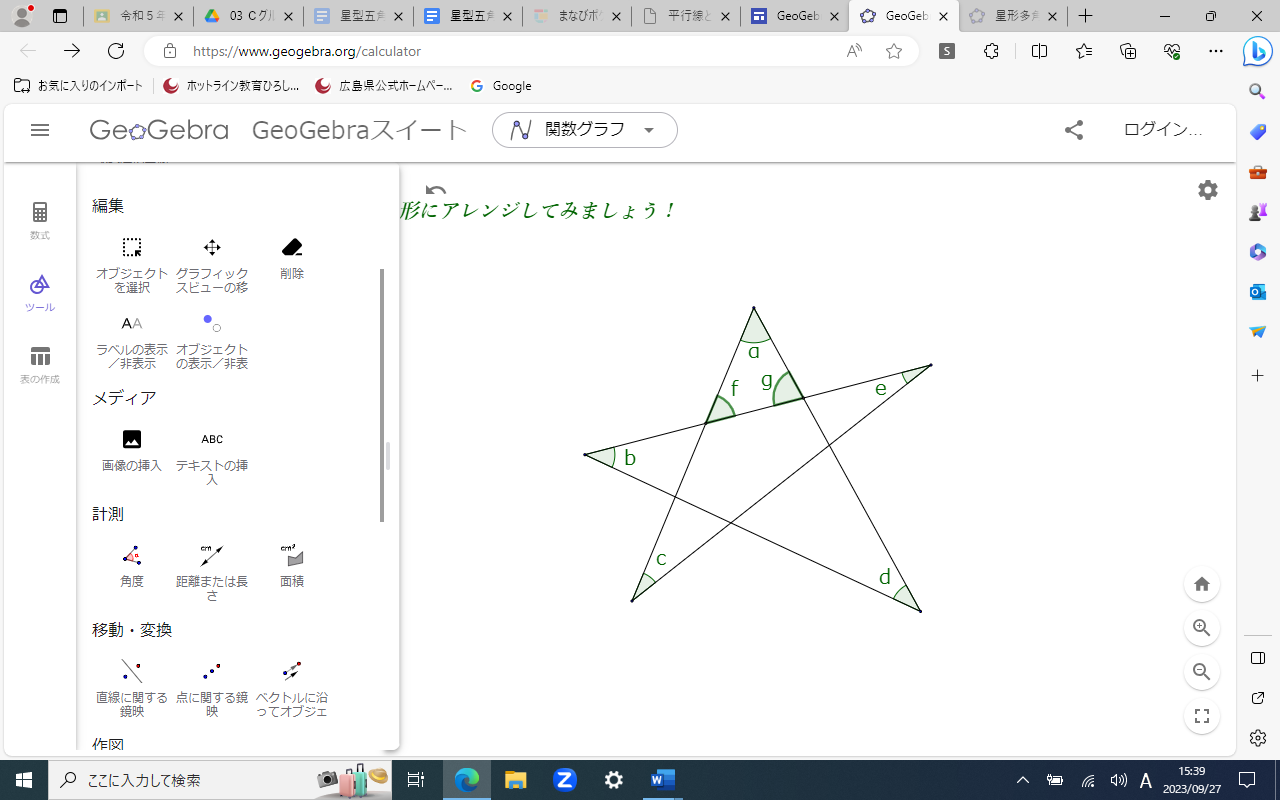 令和５年
03 Cグル
星型五角
星型五角
まなびポケ
平行線と
GeoGeb
GeoGeb
星形多角
https://www.geogebra.org/calculator
お気に入りのインポート
ホットライン教育ひろし...
広島県公式ホームペー...
Google
GeoGebra
GeoGebraスイート
関数グラフ
ログイン...
数式
ツール
表の作成
編集
オブジェクトを選択
グラフィックスビューの移
削除
ラベルの表示／非表示
オブジェクトの表示／非表
メディア
画像の挿入
ABC
テキストの挿入
計測
角度
cm
距離または長さ
cm²
面積
移動・変換
直線に関する鏡映
点に関する鏡映
ベクトルに沿ってオブジェ
作図
形にアレンジしてみましょう！
a
f
g
e
b
c
d
ここに入力して検索
A
15:39
2023/09/27